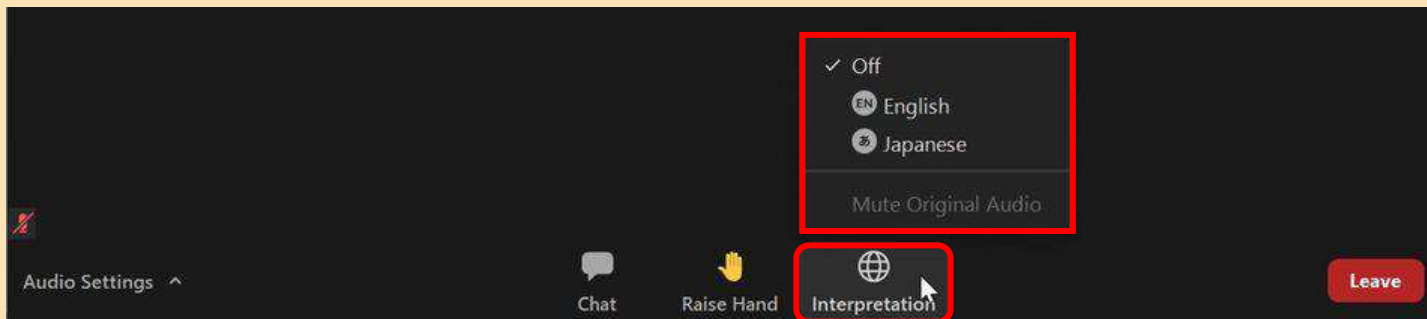 Off
EN English
あ Japanese
Mute Original Audio
Audio Settings
Chat
Raise Hand
Interpretation
Leave